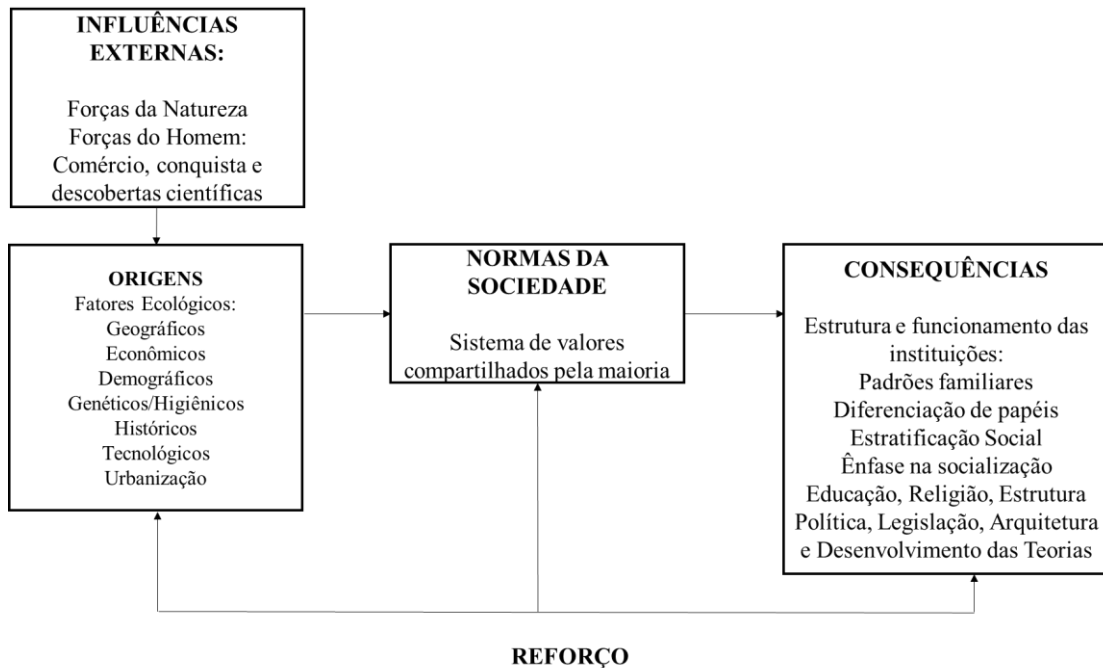 INFLUÊNCIAS
EXTERNAS:
Forças da Natureza
Forças do Homem:
Comércio, conquista e
descobertas científicas
ORIGENS
Fatores Ecológicos:
Geográficos
Econômicos
Demográficos
Genéticos/Higiênicos
Históricos
Tecnológicos
Urbanização
NORMAS DA
SOCIEDADE
Sistema de valores
compartilhados pela maioria
CONSEQUÊNCIAS
Estrutura e funcionamento das
instituições:
Padrões familiares
Diferenciação de papéis
Estratificação Social
Ênfase na socialização
Educação, Religião, Estrutura
Política, Legislação, Arquitetura
e Desenvolvimento das Teorias
REFORÇO